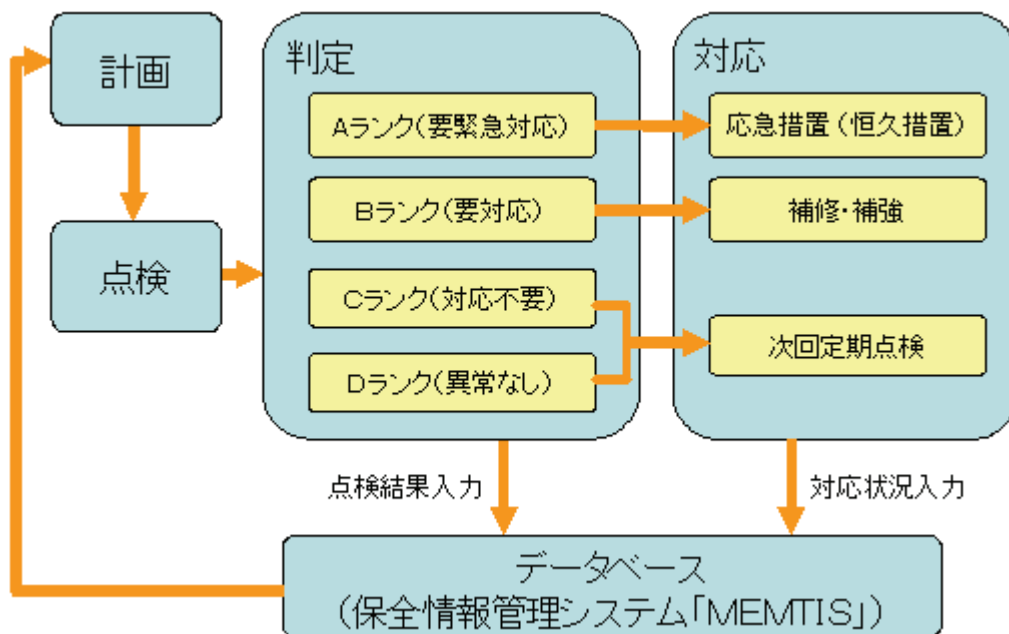 計画
点検
判定
Aランク(要緊急対応)
Bランク(要対応)
Cランク(対応不要)
Dランク(異常なし)
対応
応急措置(恒久措置)
補修・補強
次回定期点検
点検結果入力
対応状況入力
データベース
(保全情報管理システム「MEMTIS」)